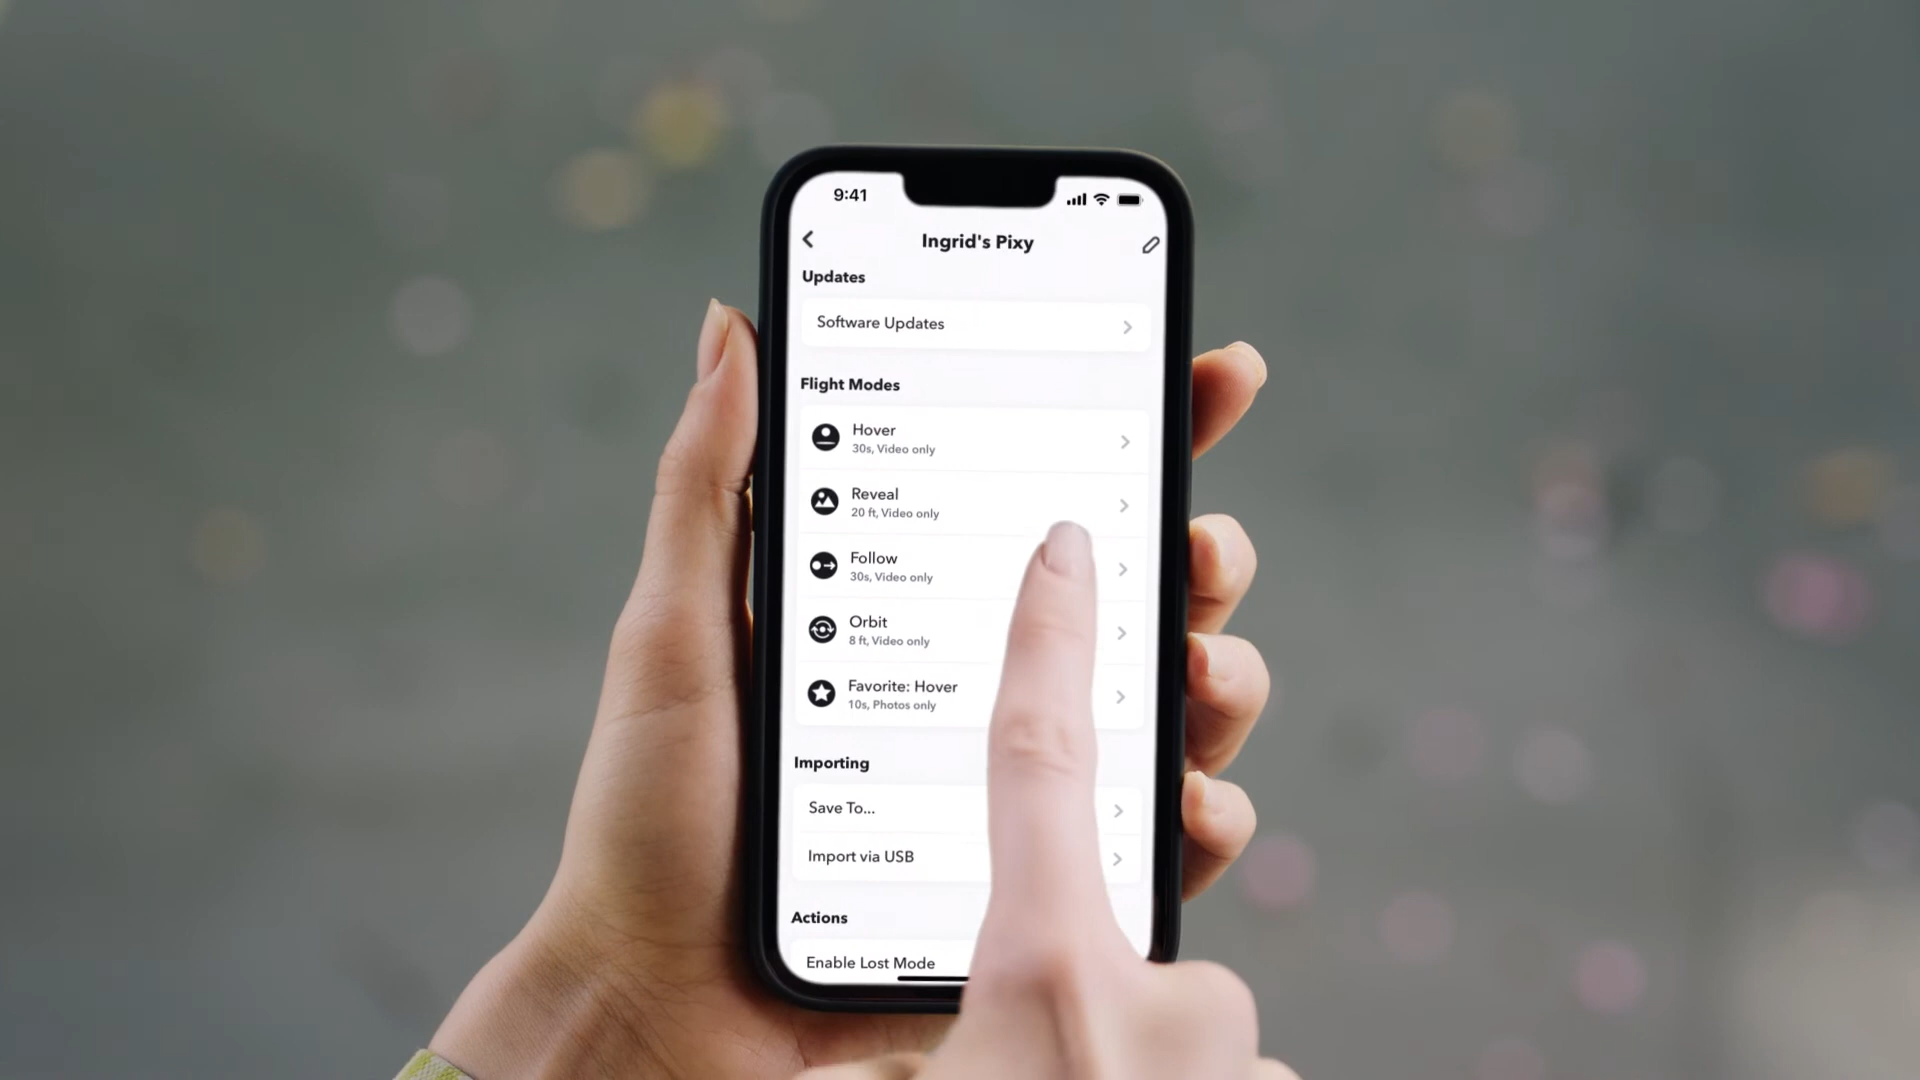 9:41
Ingrid's Pixy
Updates
Software Updates
Flight Modes
Hover
30s, Video only
Reveal
20 ft, Video only
Follow
30s, Video only
Orbit
8 ft, Video only
Favorite: Hover
10s, Photos only
Importing
Save To...
Import via USB
Actions
Enable Lost Mode